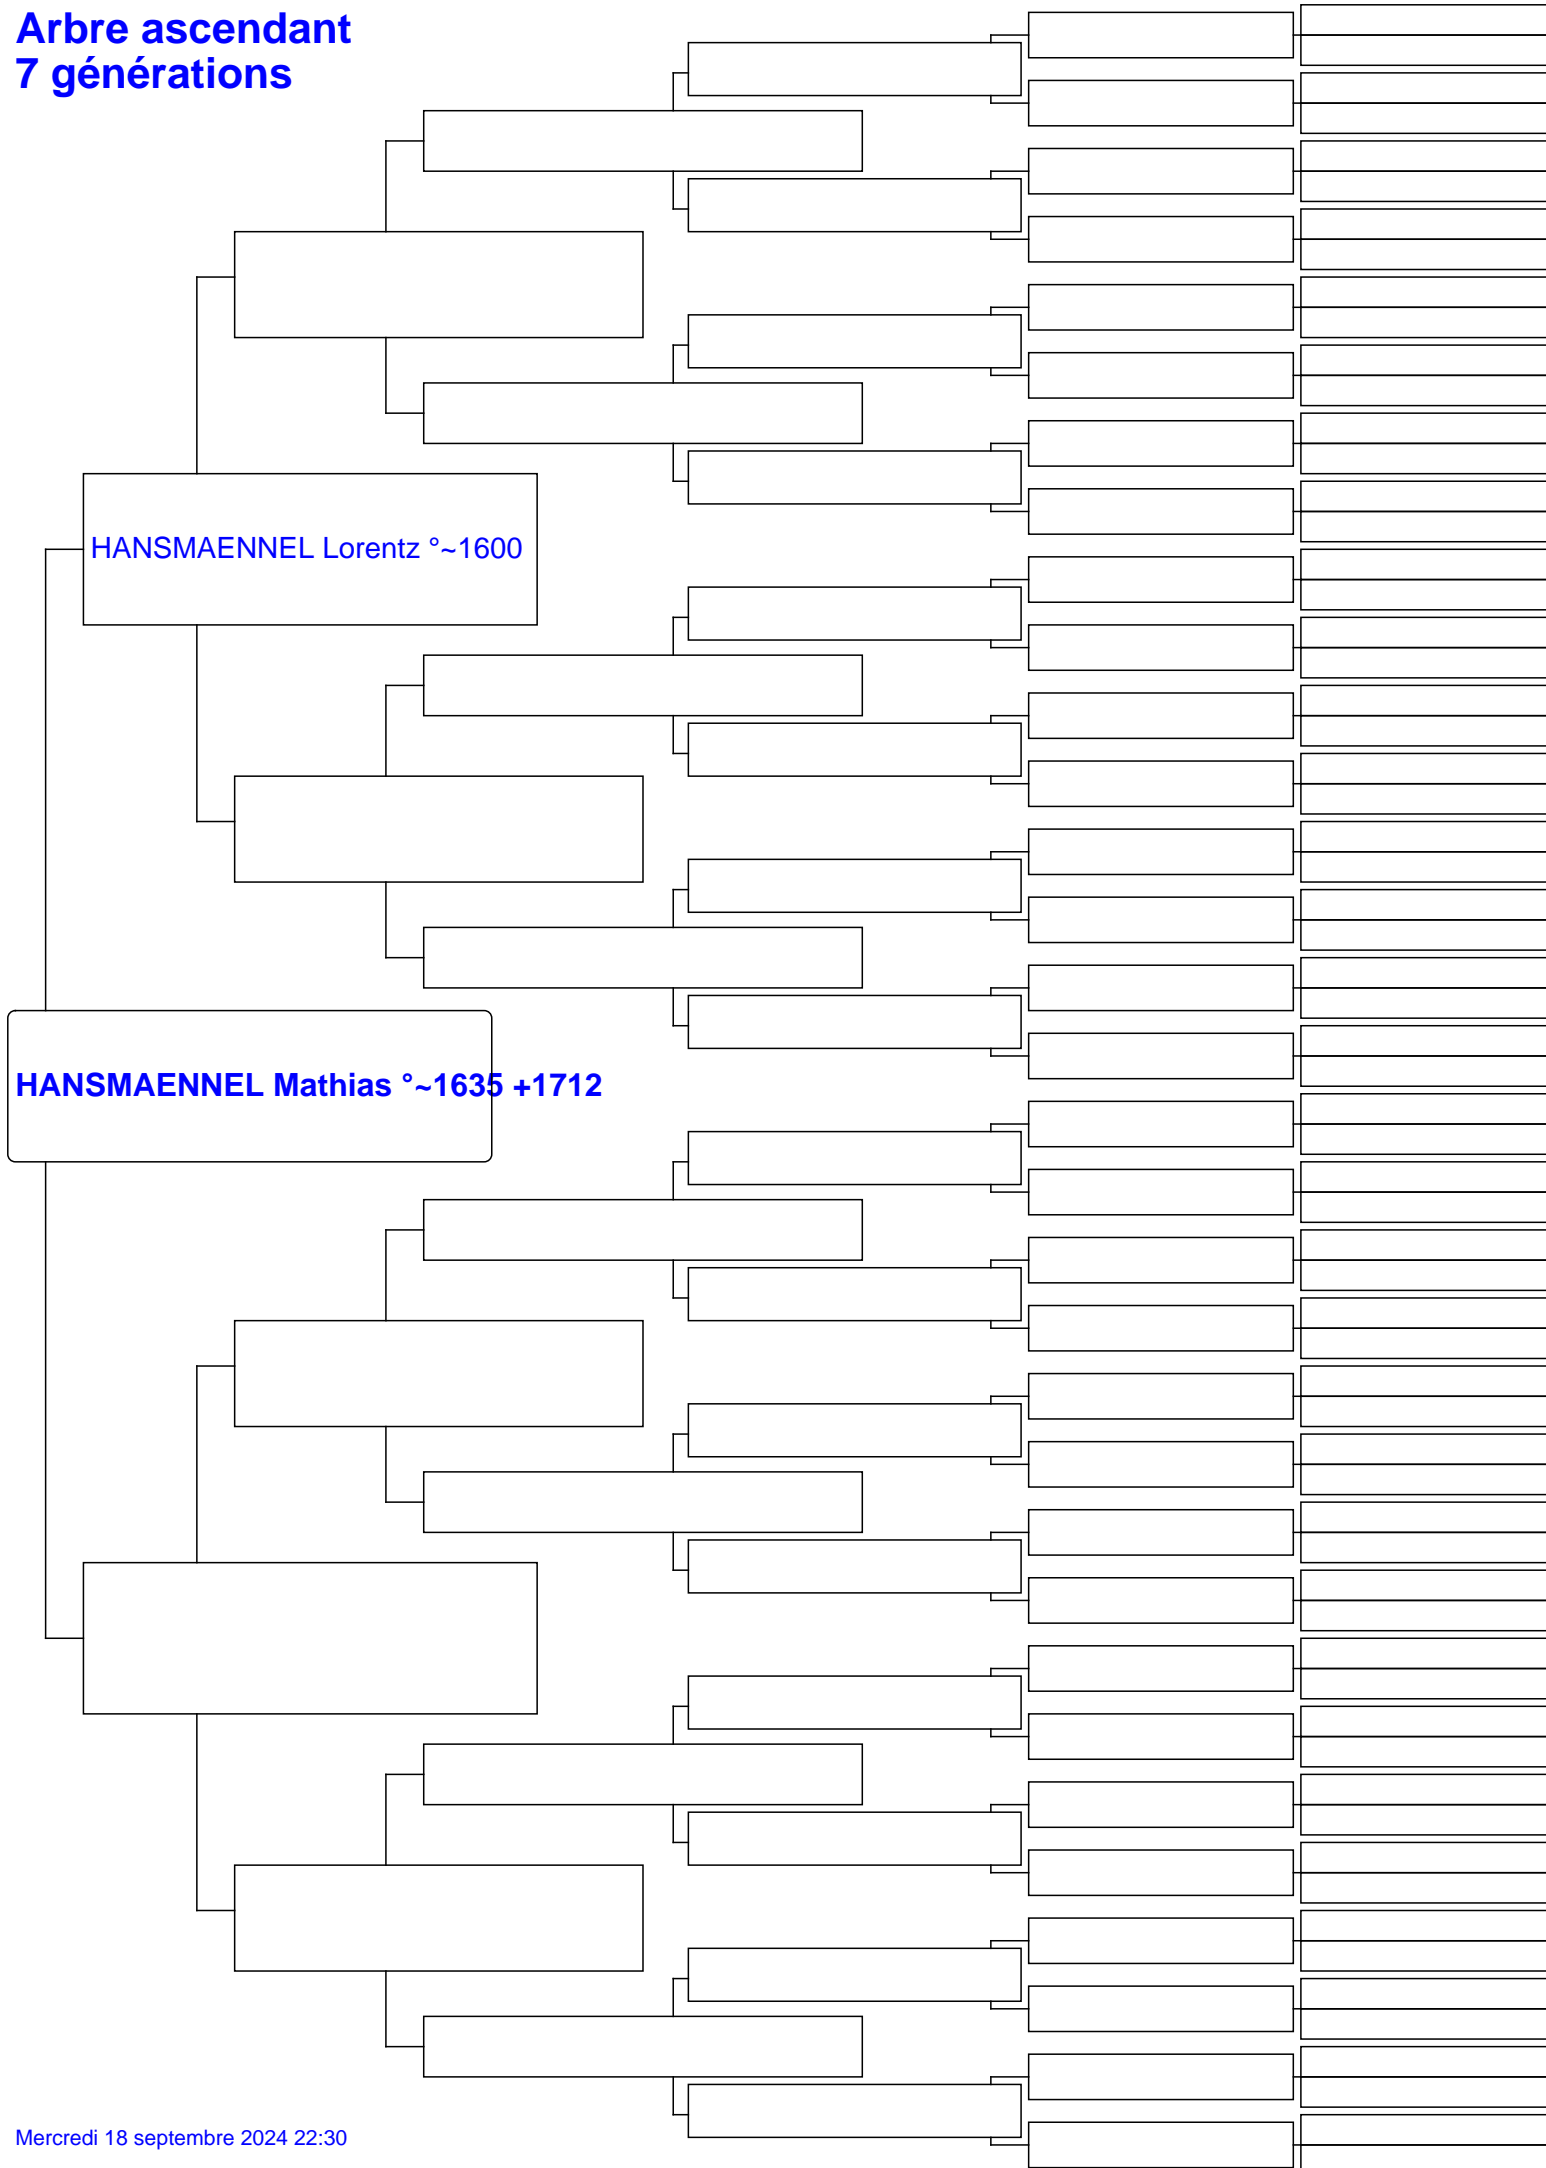 Arbre ascendant
7 générations
HANSMAENNEL Lorentz °~1600
HANSMAENNEL Mathias °~1635 +1712
Mercredi 18 septembre 2024 22:30